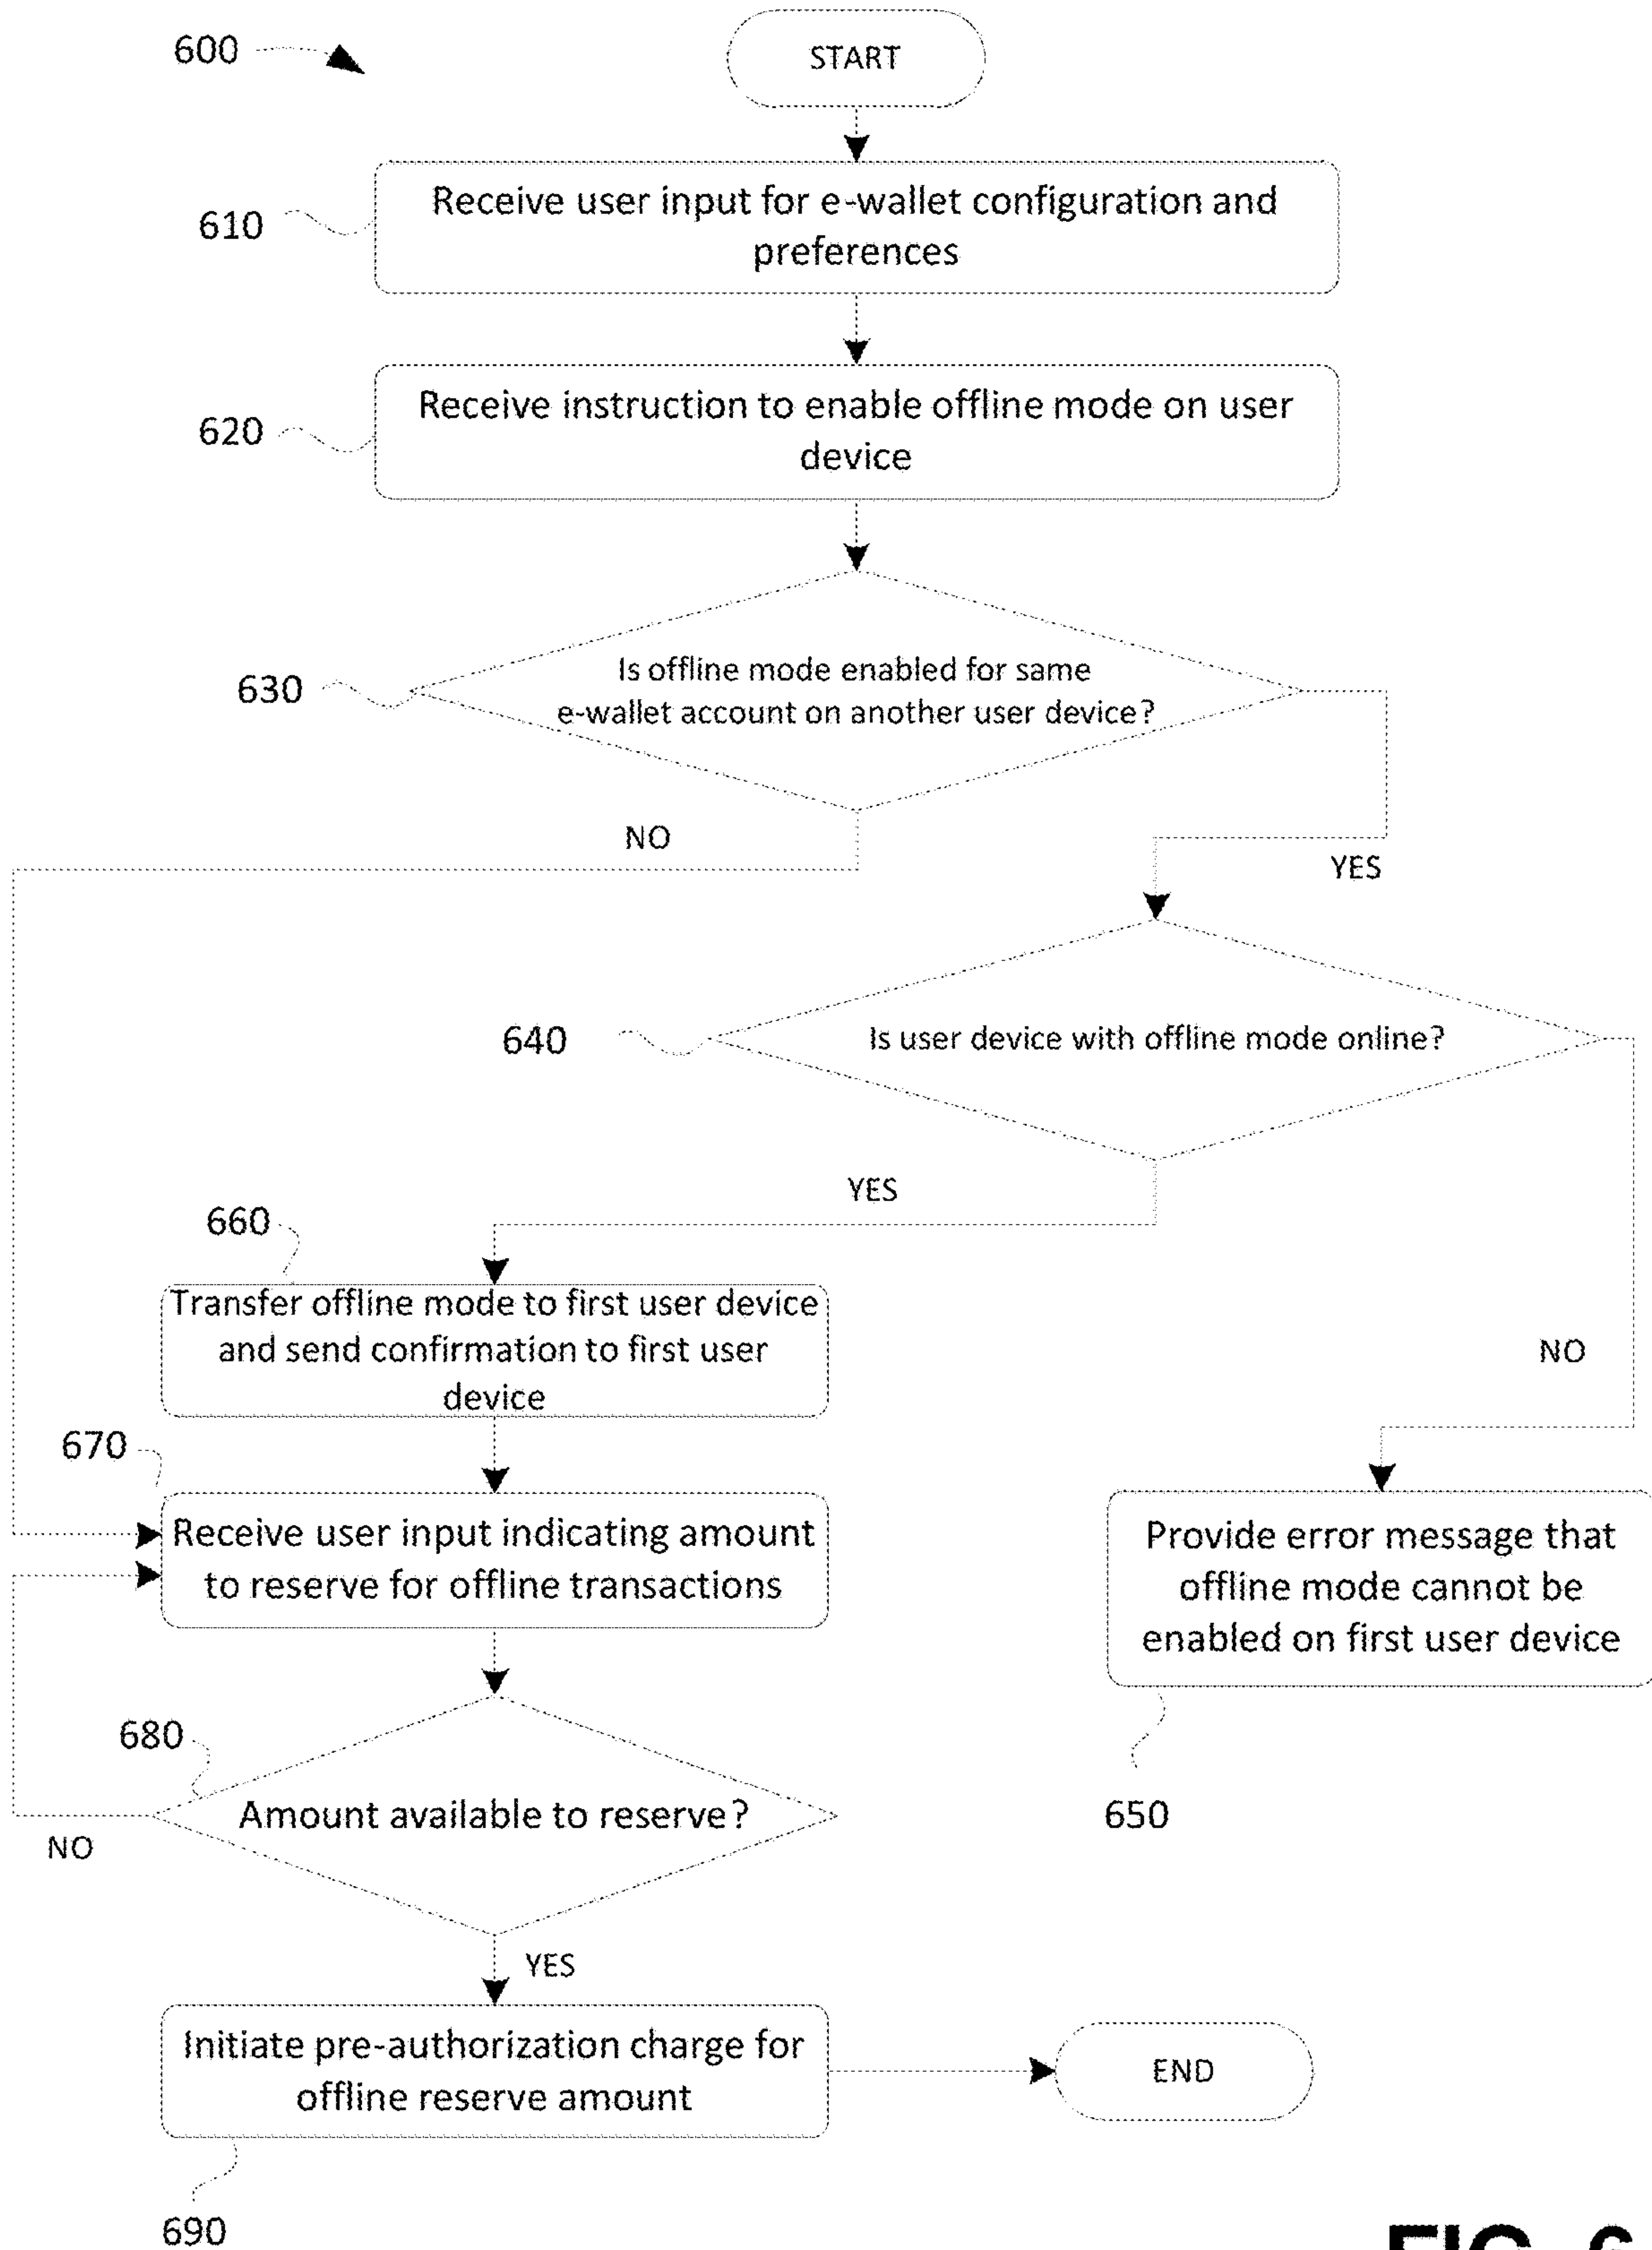 600
START
610
Receive user input for e-wallet configuration and
preferences
620
Receive instruction to enable offline mode on user
device
630
Is offline mode enabled for same
e-wallet account on another user device?
NO
YES
640
Is user device with offline mode online?
YES
NO
660
Transfer offline mode to first user device
and send confirmation to first user
device
670
Receive user input indicating amount
to reserve for offline transactions
Provide error message that
offline mode cannot be
enabled on first user device
650
680
Amount available to reserve?
NO
YES
Initiate pre-authorization charge for
offline reserve amount
END
690
FIG. 6